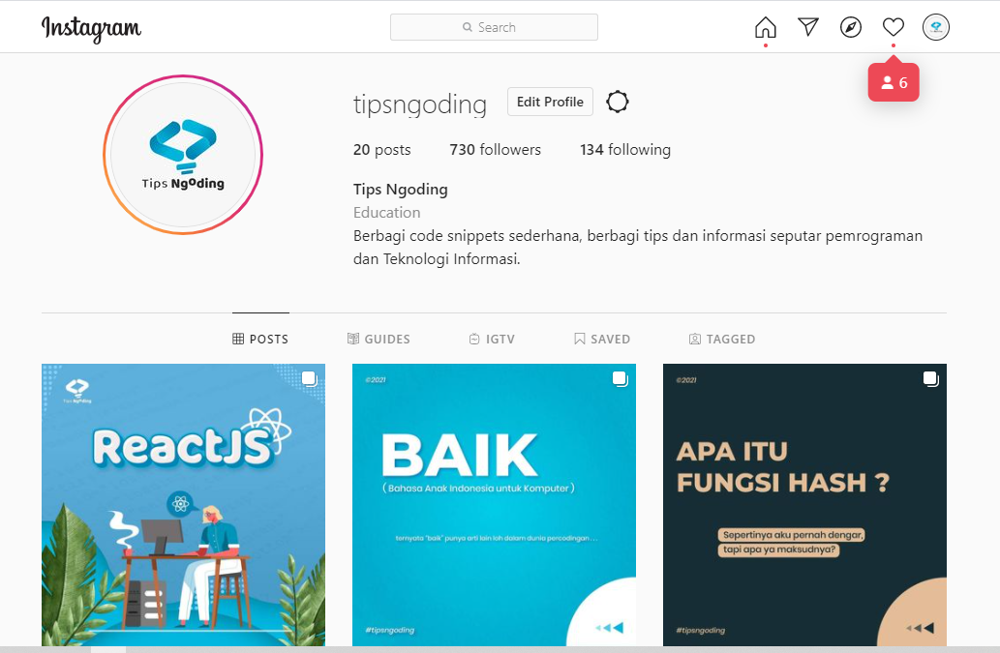 Instagram
Search
6
tipsngoding
Edit Profile
20 posts 730 followers 134 following
Tips Ngoding
Tips Ngoding
Education
Berbagi code snippets sederhana, berbagi tips dan informasi seputar pemrograman
dan Teknologi Informasi.
POSTS GUIDES IGTV SAVED TAGGED
Tips Ngoding
ReactJS
©2021
BAIK
( Bahasa Anak Indonesia untuk Komputer )
ternyata "baik" punya arti lain loh dalam dunia percodingan . . .
#tipsngoding
©2021
APA ITU
FUNGSI HASH ?
Sepertinya aku pernah dengar,
tapi apa ya maksudnya?
#tipsngoding